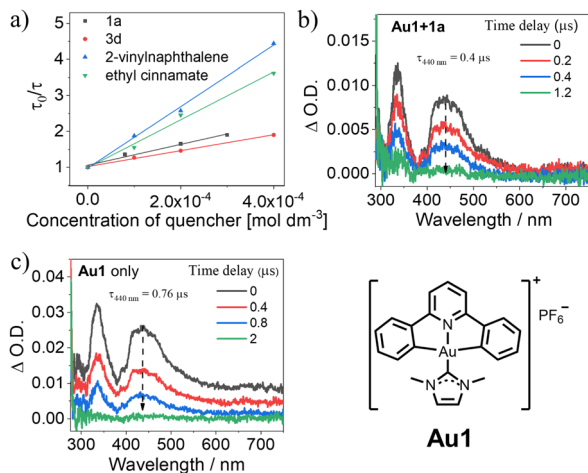 a)
1a
3d
2-vinylnaphthalene
ethyl cinnamate
τ₀/τ
5
4
3
2
1
0.0
2.0x10⁻⁴
4.0x10⁻⁴
Concentration of quencher [mol dm⁻³]
b)
Au1+1a
Time delay (μs)
τ440 nm = 0.4 μs
0
0.2
0.4
1.2
Δ O.D.
0.015
0.010
0.005
0.000
300 400 500 600 700
Wavelength / nm
c)
Au1 only
Time delay (μs)
τ440 nm = 0.76 μs
0
0.4
0.8
2
Δ O.D.
0.04
0.03
0.02
0.01
0.00
300 400 500 600 700
Wavelength / nm
+
PF₆⁻
N
Au
N N
Au1